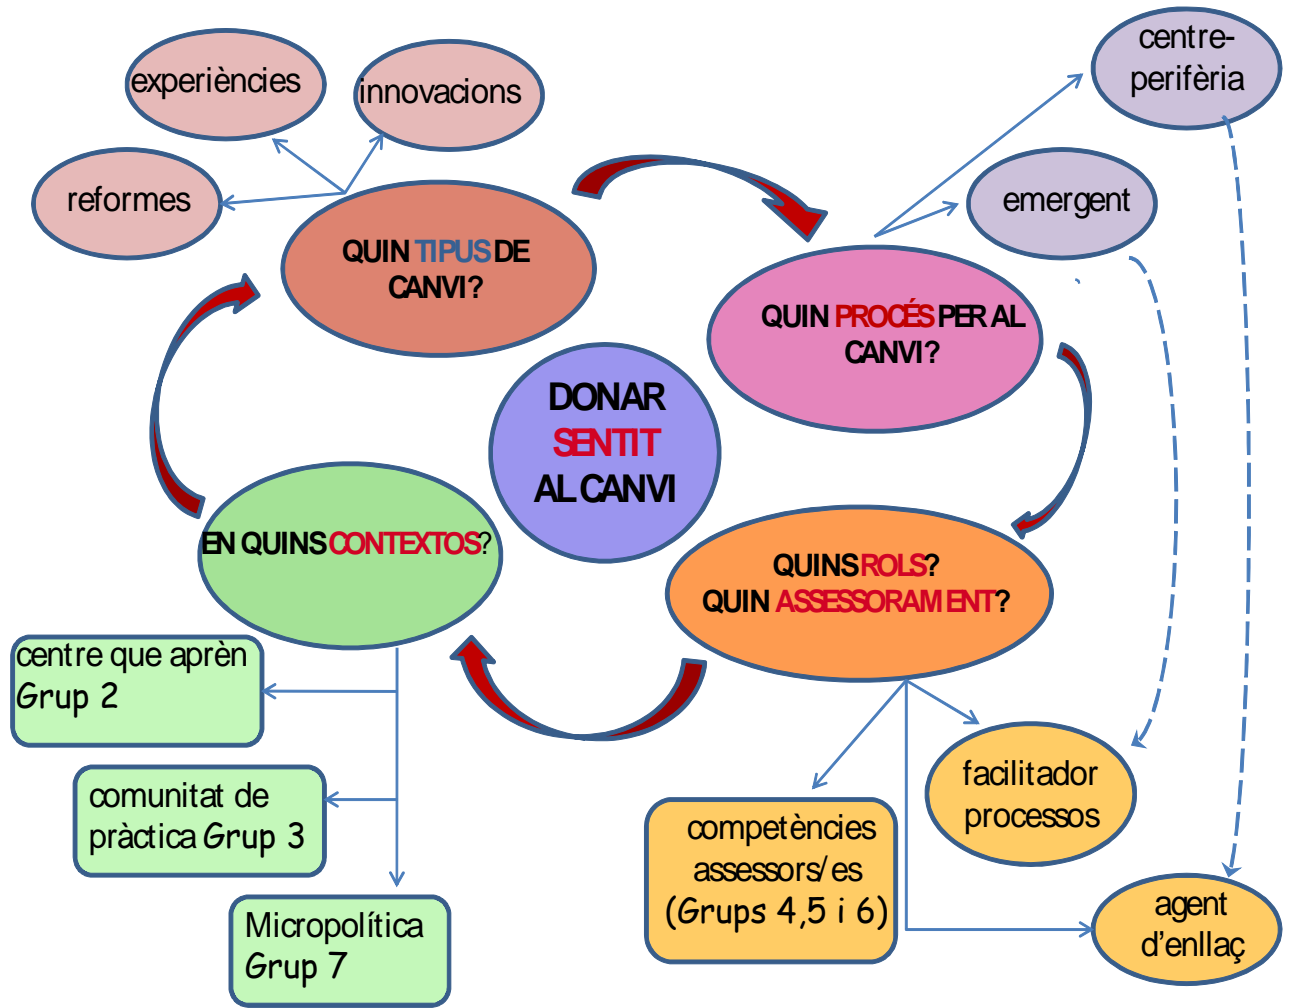 experiències
innovacions
reformes
centre-
perifèria
emergent
QUIN TIPUS DE
CANVI?
QUIN PROCÉS PER AL
CANVI?
DONAR
SENTIT
AL CANVI
EN QUINS CONTEXTOS?
QUINS ROLS?
QUIN ASSESSORAMENT?
centre que aprèn
Grup 2
comunitat de
pràctica Grup 3
Micropolítica
Grup 7
competències
assessors/es
(Grups 4,5 i 6)
facilitador
processos
agent
d'enllaç